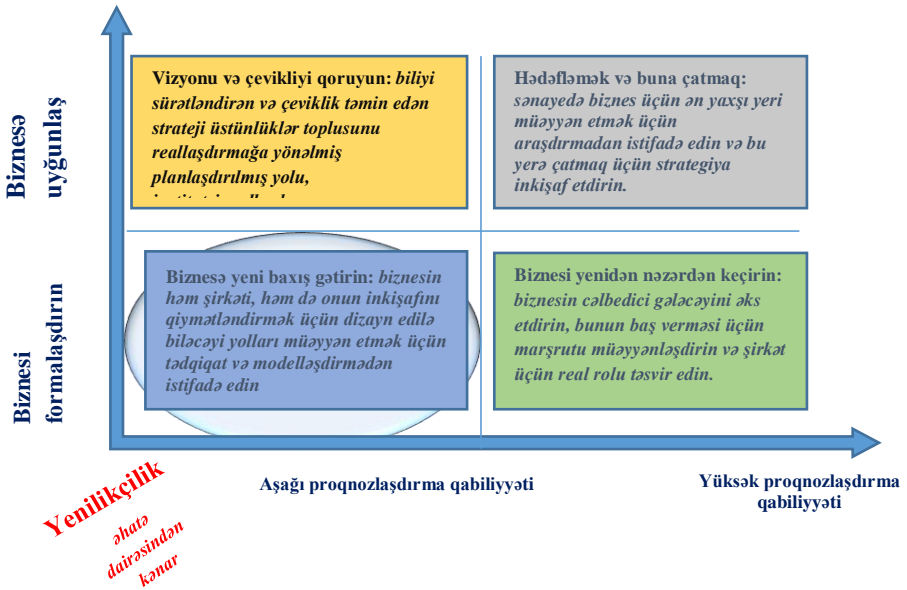 Biznesə
uyğunlaş
Vizyonu və çevikliyi qoruyun: biliyi
sürətləndirən və çeviklik təmin edən
strateji üstünlüklər toplusunu
reallaşdırmağa yönəlmiş
planlaşdırılmış yolu,
Hədəfləmək və buna çatmaq:
sənayedə biznes üçün ən yaxşı yeri
müəyyən etmək üçün
araşdırmadan istifadə edin və bu
yerə çatmaq üçün strategiya
inkişaf etdirin.
Biznesi
formalaşdırın
Biznesə yeni baxış gətirin: biznesin
həm şirkəti, həm də onun inkişafını
qiymətləndirmək üçün dizayn edilə
biləcəyi yolları müəyyən etmək üçün
tədqiqat və modelləşdirmədən
istifadə edin
Biznesi yenidən nəzərdən keçirin:
biznesin cəlbedici gələcəyini əks
etdirin, bunun baş verməsi üçün
marşrutu müəyyənləşdirin və şirkət
üçün real rolu təsvir edin.
Yenilikçilik
əhatə
dairəsindən
kənar
Aşağı proqnozlaşdırma qabiliyyəti
Yüksək proqnozlaşdırma
qabiliyyəti